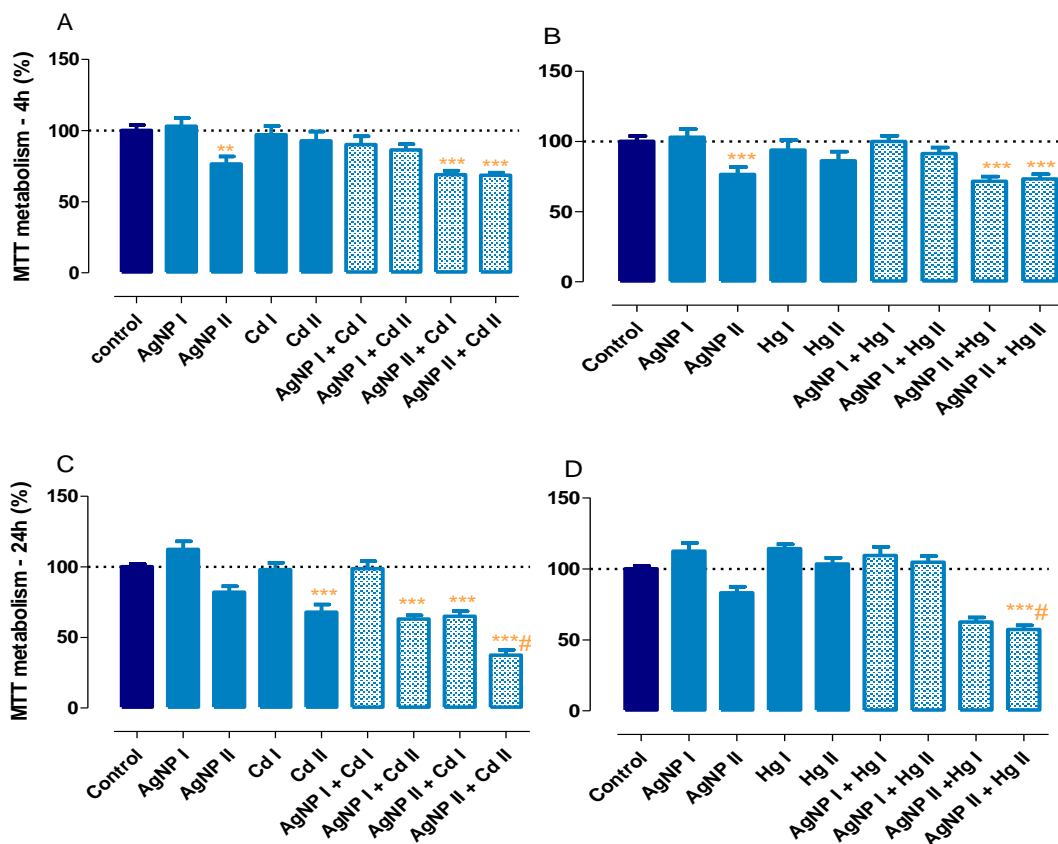 A
MTT metabolism - 4h (%)
150
100
50
0
**
***
***
control
AgNP I
AgNP II
Cd I
Cd II
AgNP I + Cd I
AgNP I + Cd II
AgNP II + Cd I
AgNP II + Cd II
B
150
100
50
0
***
***
***
Control
AgNP I
AgNP II
Hg I
Hg II
AgNP I + Hg I
AgNP I + Hg II
AgNP II +Hg I
AgNP II + Hg II
C
MTT metabolism - 24h (%)
150
100
50
0
***
***
***
***#
Control
AgNP I
AgNP II
Cd I
Cd II
AgNP I + Cd I
AgNP I + Cd II
AgNP II + Cd I
AgNP II + Cd II
D
150
100
50
0
***#
Control
AgNP I
AgNP II
Hg I
Hg II
AgNP I + Hg I
AgNP I + Hg II
AgNP II +Hg I
AgNP II + Hg II